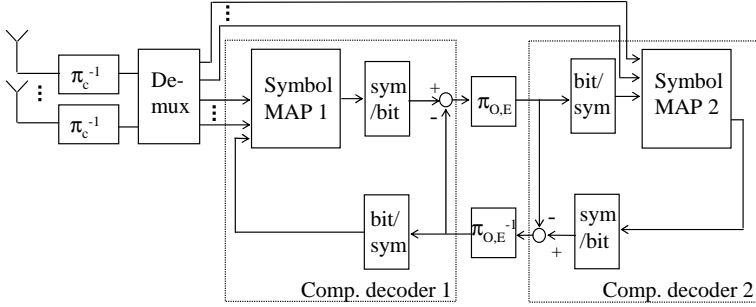 π_c^-1
π_c^-1
De-
mux
Symbol
MAP 1
sym
/bit
+
-
π_O,E
bit/
sym
Symbol
MAP 2
bit/
sym
π_O,E^-1
-
+
sym
/bit
Comp. decoder 1
Comp. decoder 2